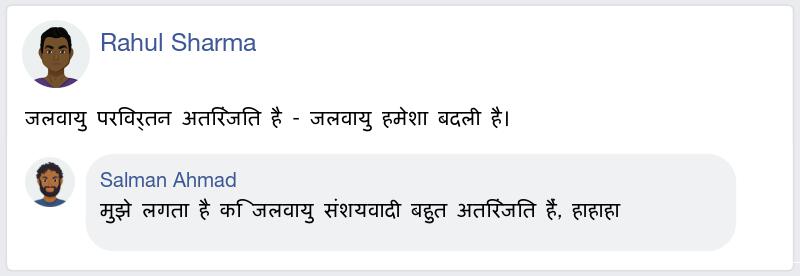 Rahul Sharma
जलवायु परिवर्तन अतिरंजित है - जलवायु हमेशा बदली है।
Salman Ahmad
मुझे लगता है कि जलवायु संशयवादी बहुत अतिरंजित हैं, हाहाहा